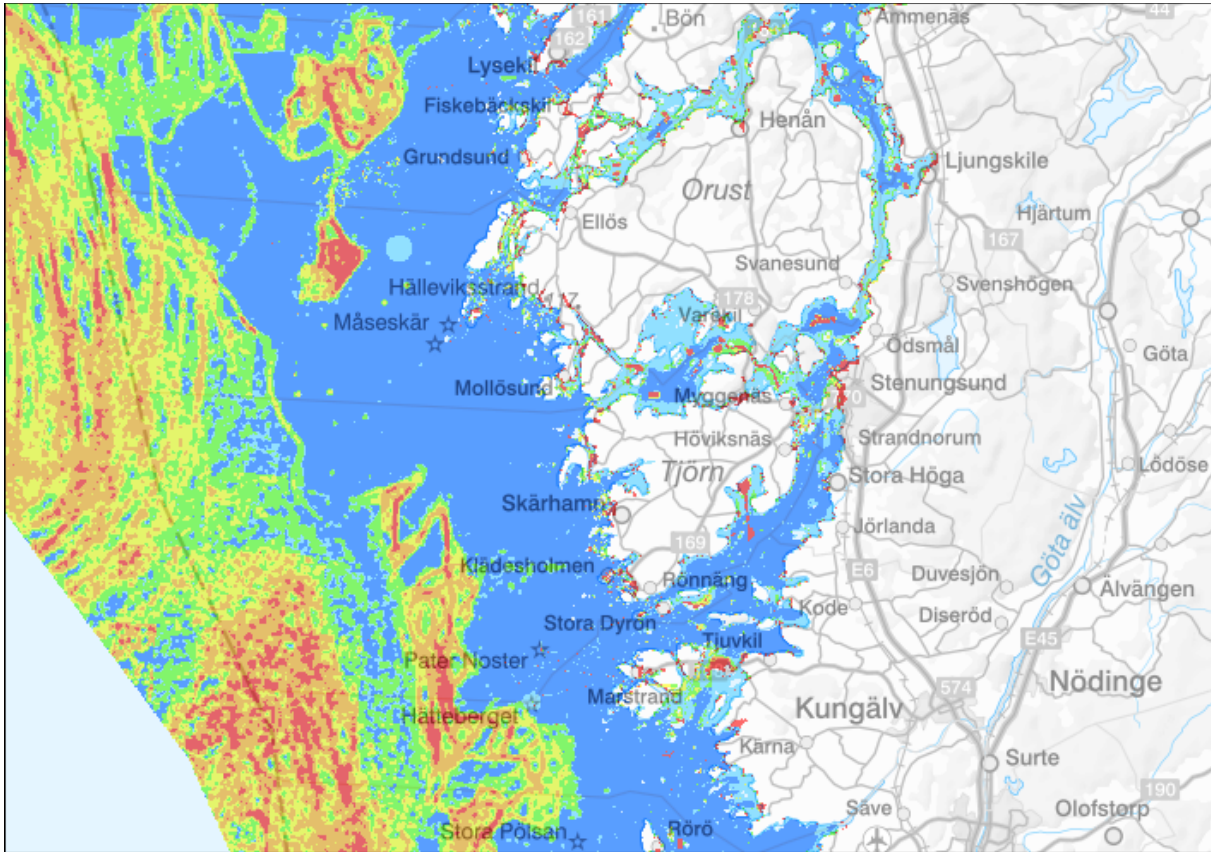 161
Bön
Ammenäs
44
162
Lysekil
Fiskebäckskil
Henån
Grundsund
Ljungskile
Orust
Ellös
Hjärtum
167
Svanesund
Svenshögen
Hälleviksstrand
178
Varekil
Måseskär
Ödsmål
Göta
Mollösund
Myggenäs
Stenungsund
Höviksnäs
Strandnorum
Tjörn
Stora Höga
Lödöse
Skärhamn
Jörlanda
Göta älv
169
Klädesholmen
E6
Duvesjön
Rönnäng
Kode
Älvängen
Diseröd
Stora Dyrön
E45
Tjuvkil
Pater Noster
Marstrand
574
Nödinge
Hätteberget
Kungälv
Kärna
Surte
190
Säve
Olofstorp
Stora Pölsan
Rörö